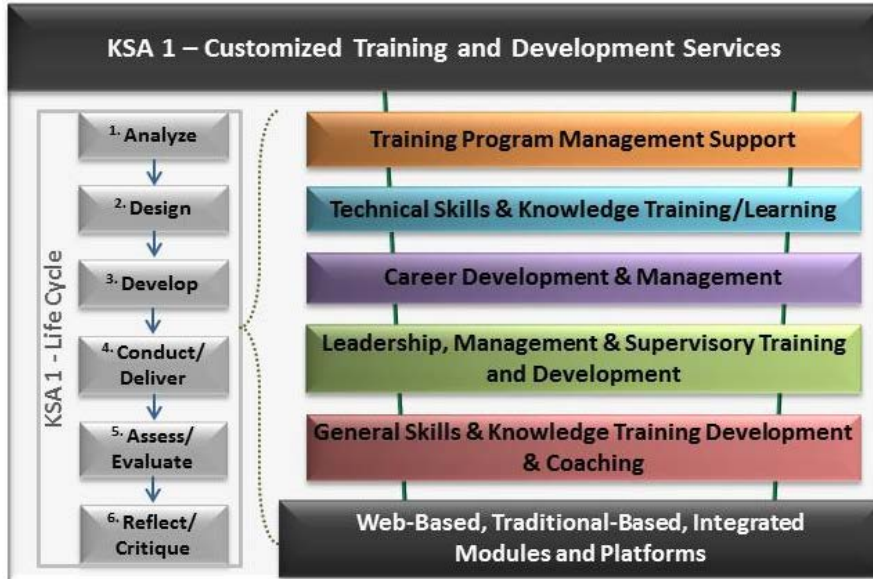 KSA 1 – Customized Training and Development Services
KSA 1 - Life Cycle
1. Analyze
2. Design
3. Develop
4. Conduct/
Deliver
5. Assess/
Evaluate
6. Reflect/
Critique
Training Program Management Support
Technical Skills & Knowledge Training/Learning
Career Development & Management
Leadership, Management & Supervisory Training
and Development
General Skills & Knowledge Training Development
& Coaching
Web-Based, Traditional-Based, Integrated
Modules and Platforms